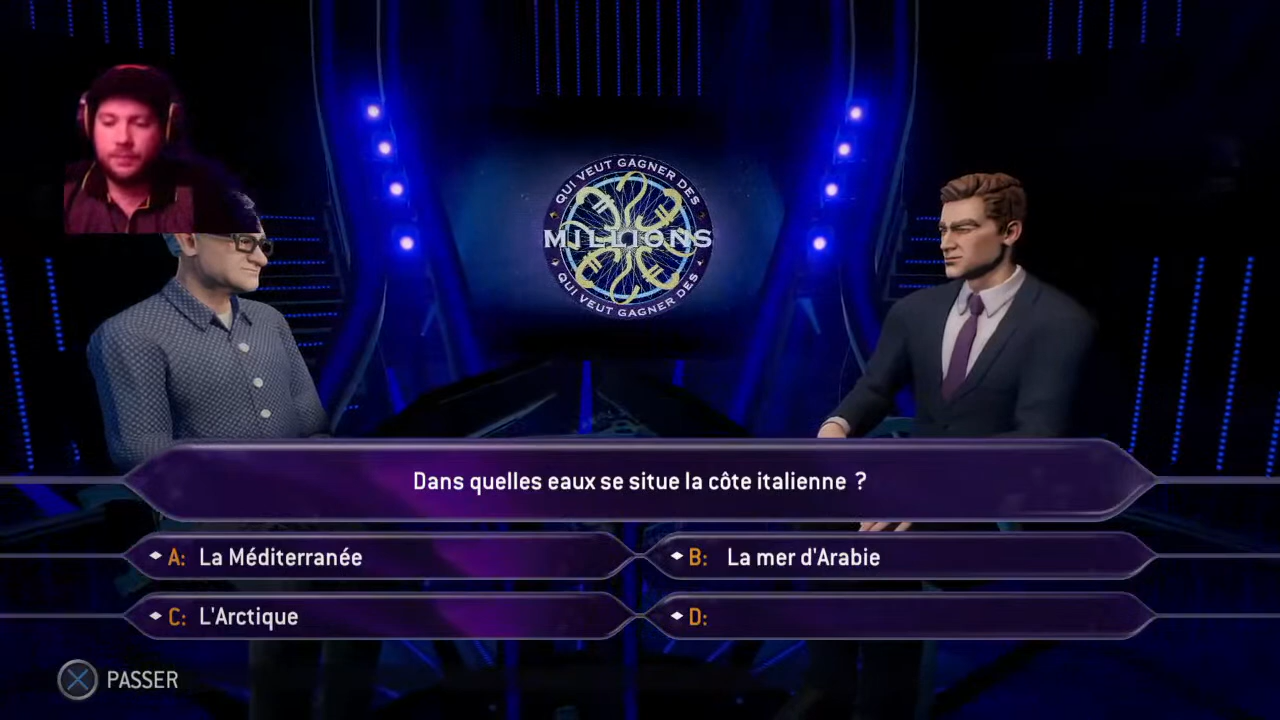 QUI VEUT GAGNER DES
MILLIONS
QUI VEUT GAGNER DES
Dans quelles eaux se situe la côte italienne ?
A: La Méditerranée
B: La mer d'Arabie
C: L'Arctique
D:
PASSER